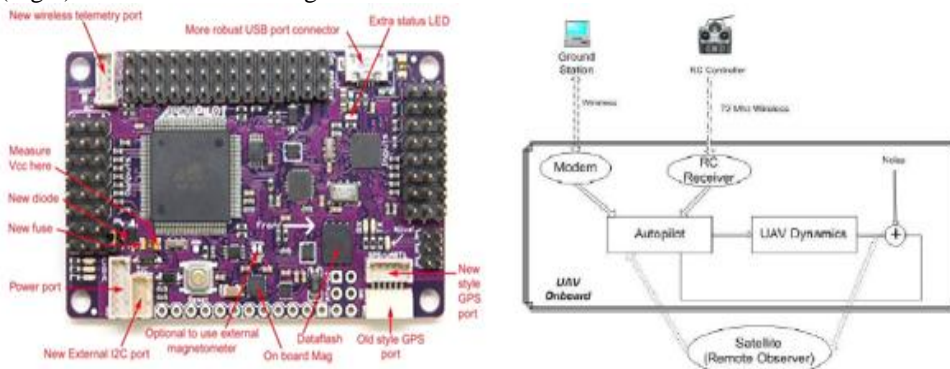 New wireless telemetry port
More robust USB port connector
Extra status LED
Measure
Vcc here
New diode
New fuse
Power port
New External I2C port
Optional to use external
magnetometer
On board Mag
Dataflash
Old style GPS
port
New
style
GPS
port
front
Ground
Station
RC Controller
Wireless
72 Mhz Wireless
Modem
RC
Receiver
Noise
Autopilot
UAV Dynamics
+
UAV
Onboard
Satellite
(Remote Observer)